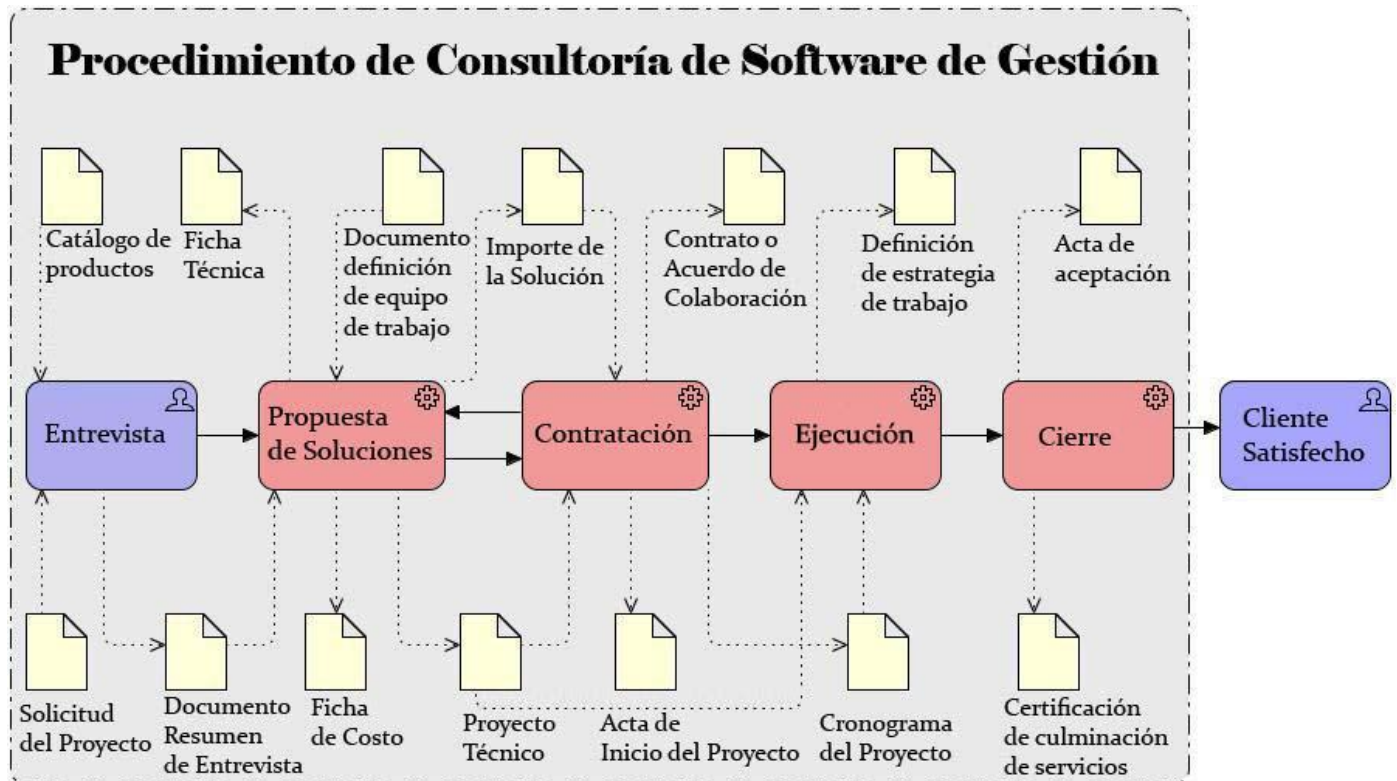 Procedimiento de Consultoría de Software de Gestión
Catálogo de
productos
Ficha
Técnica
Documento
definición
de equipo
de trabajo
Importe de
la Solución
Contrato o
Acuerdo de
Colaboración
Definición
de estrategia
de trabajo
Acta de
aceptación
Entrevista
Propuesta
de Soluciones
Contratación
Ejecución
Cierre
Cliente
Satisfecho
Solicitud
del Proyecto
Documento
Resumen
de Entrevista
Ficha
de Costo
Proyecto
Técnico
Acta de
Inicio del Proyecto
Cronograma
del Proyecto
Certificación
de culminación
de servicios